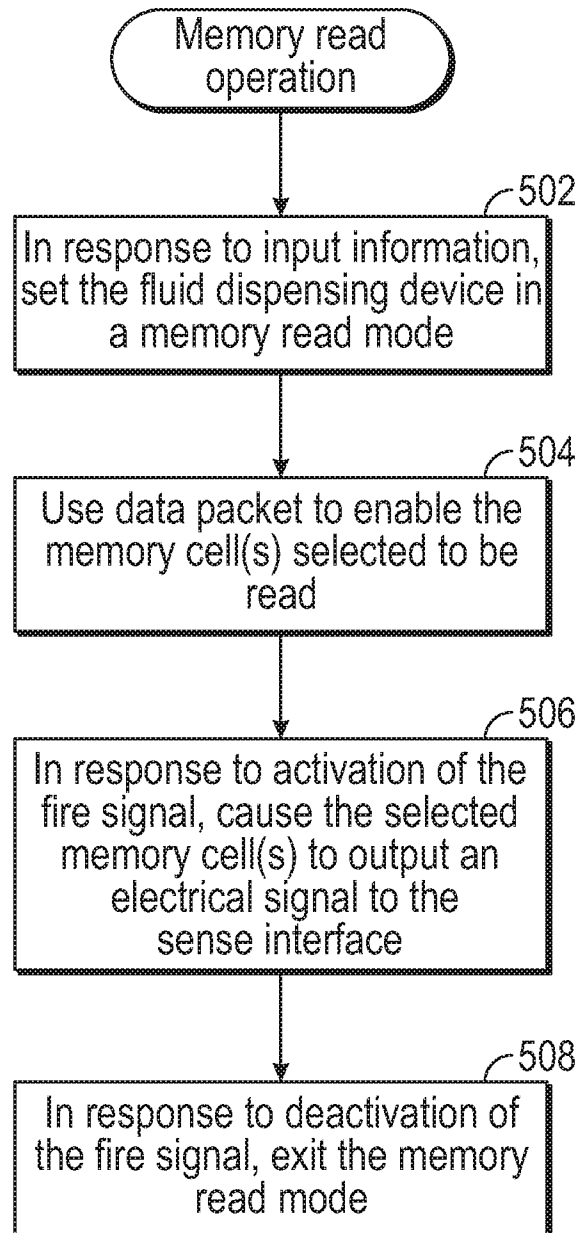 Memory read
operation
502
In response to input information,
set the fluid dispensing device in
a memory read mode
504
Use data packet to enable the
memory cell(s) selected to be
read
506
In response to activation of the
fire signal, cause the selected
memory cell(s) to output an
electrical signal to the
sense interface
508
In response to deactivation of
the fire signal, exit the memory
read mode